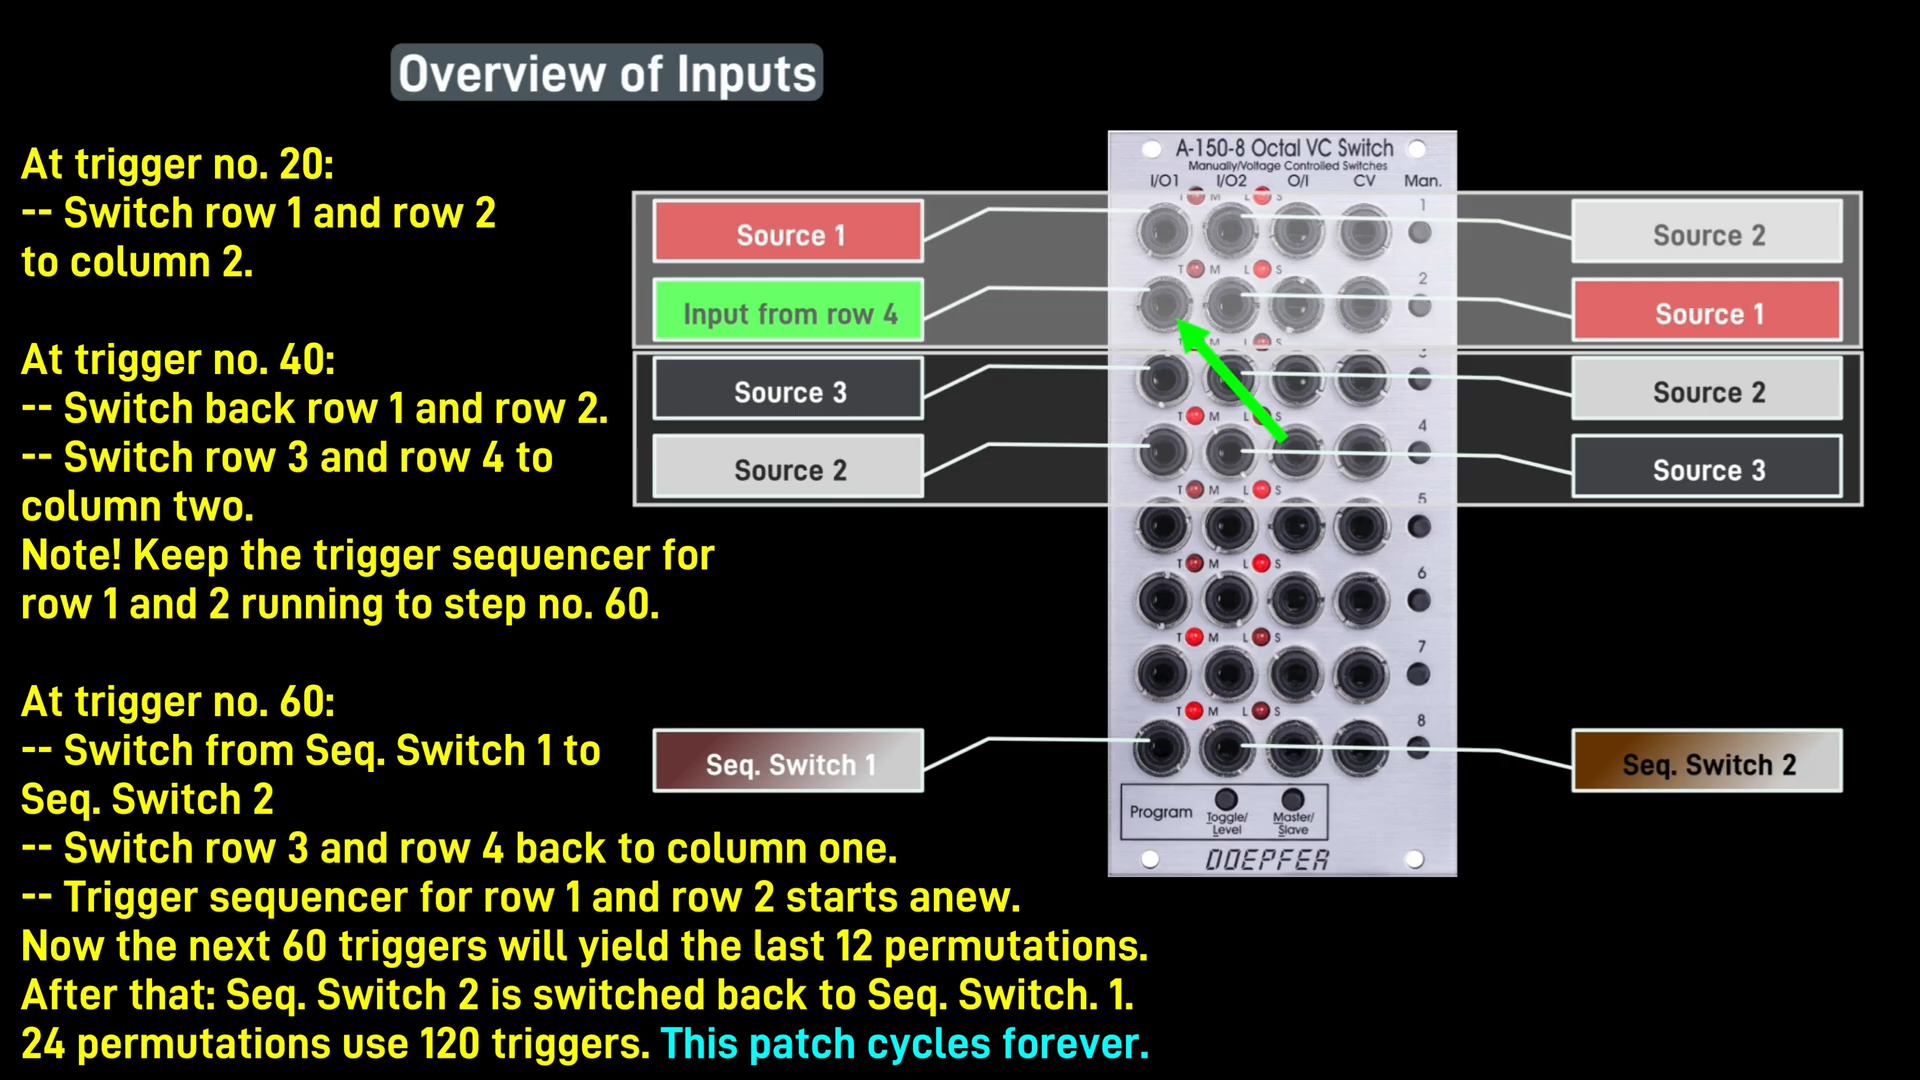 Overview of Inputs
At trigger no. 20:
-- Switch row 1 and row 2
to column 2.
At trigger no. 40:
-- Switch back row 1 and row 2.
-- Switch row 3 and row 4 to
column two.
Note! Keep the trigger sequencer for
row 1 and 2 running to step no. 60.
At trigger no. 60:
-- Switch from Seq. Switch 1 to
Seq. Switch 2
-- Switch row 3 and row 4 back to column one.
-- Trigger sequencer for row 1 and row 2 starts anew.
Now the next 60 triggers will yield the last 12 permutations.
After that: Seq. Switch 2 is switched back to Seq. Switch. 1.
24 permutations use 120 triggers. This patch cycles forever.
Source 1
Input from row 4
Source 3
Source 2
Seq. Switch 1
A-150-8 Octal VC Switch
Manually/Voltage Controlled Switches
I/O1 I/O2 O/I CV Man.
T M L S 1
T M L S 2
M S 3
T M S 4
T M L S 5
T M L S 6
T M L S 7
T M L S 8
Program
Toggle/
Level
Master/
Slave
DOEPFER
Source 2
Source 1
Source 2
Source 3
Seq. Switch 2